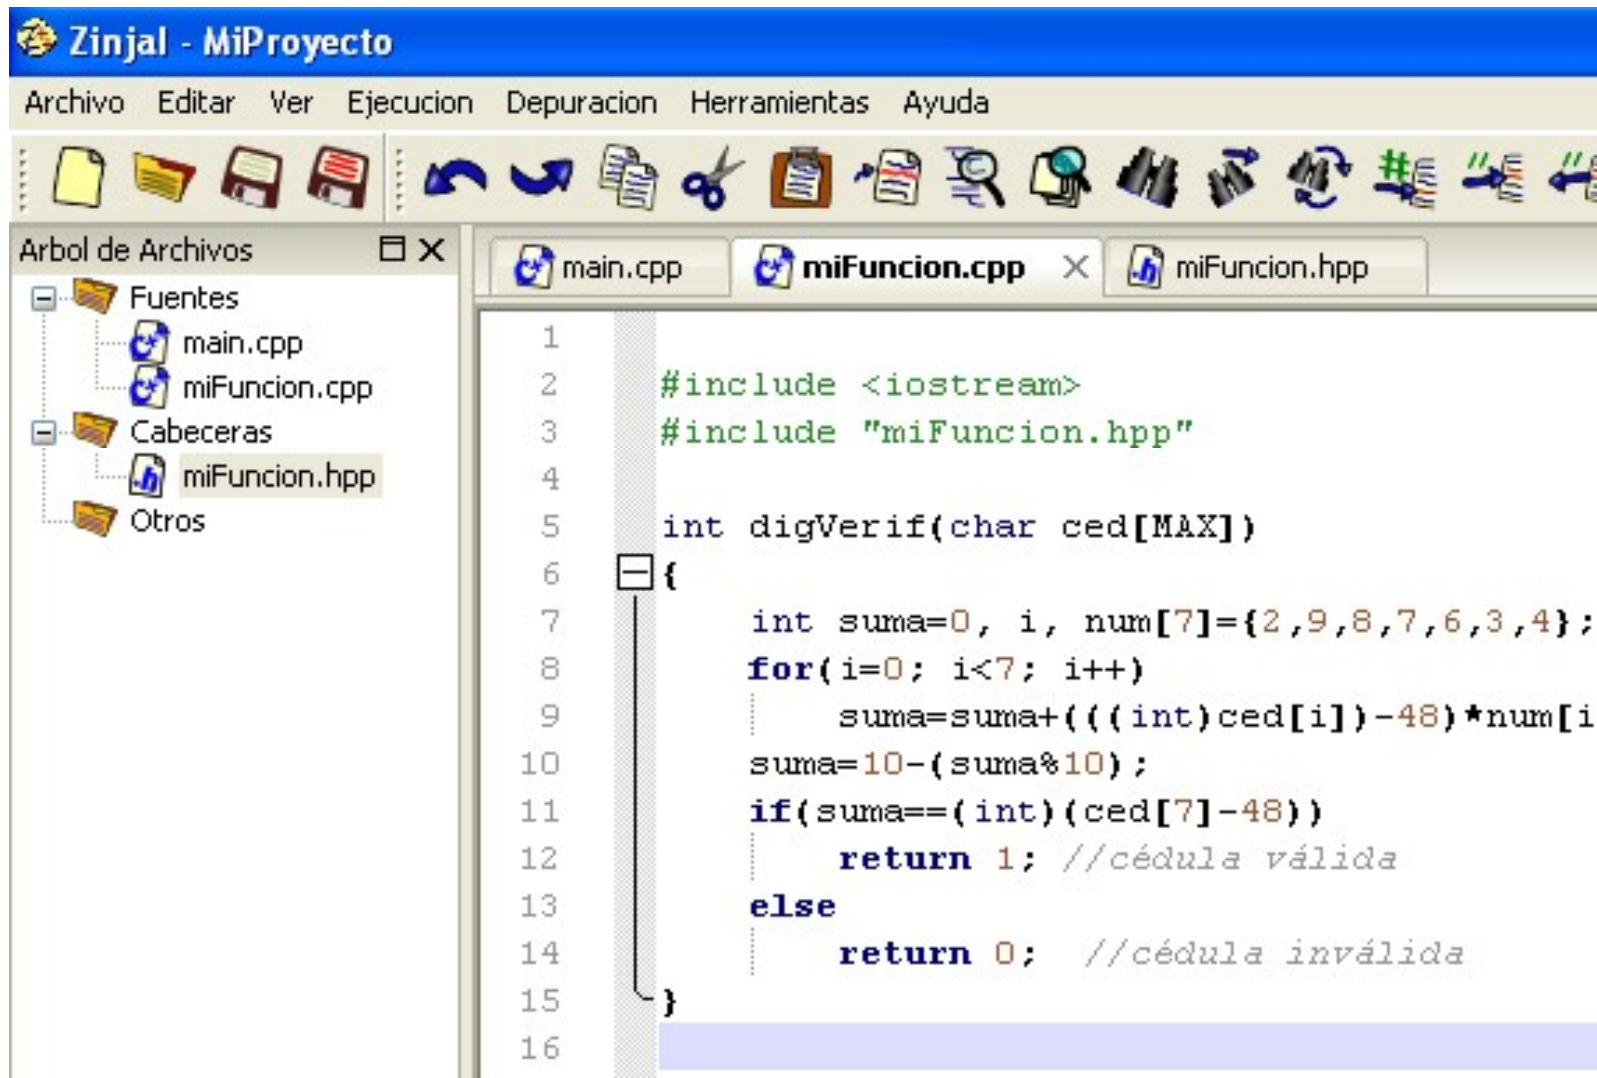 Zinjal - MiProyecto
Archivo Editar Ver Ejecucion Depuracion Herramientas Ayuda
Arbol de Archivos
Fuentes
main.cpp
miFuncion.cpp
Cabeceras
miFuncion.hpp
Otros
main.cpp miFuncion.cpp miFuncion.hpp
1
2 #include <iostream>
3 #include "miFuncion.hpp"
4
5 int digVerif(char ced[MAX])
6 {
7 int suma=0, i, num[7]={2,9,8,7,6,3,4};
8 for(i=0; i<7; i++)
9 suma=suma+(((int)ced[i])-48)*num[i
10 suma=10-(suma%10);
11 if(suma==(int)(ced[7]-48))
12 return 1; //cédula válida
13 else
14 return 0; //cédula inválida
15 }
16